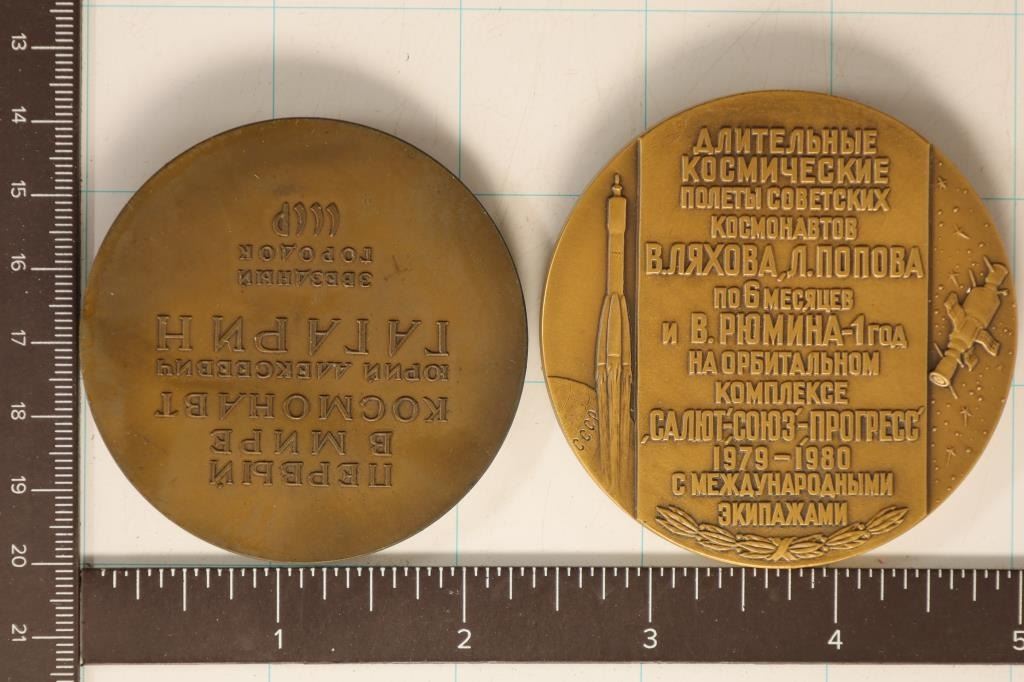 13
14
15
16
17
18
19
20
21
ПЕРВЫЙ
В МИРЕ
КОСМОНАВТ
ЮРИЙ АЛЕКСЕЕВИЧ
ГАГАРИН
ЗВЕЗДНЫЙ
ГОРОДОК
СССР
ДЛИТЕЛЬНЫЕ
КОСМИЧЕСКИЕ
ПОЛЕТЫ СОВЕТСКИХ
КОСМОНАВТОВ
В.ЛЯХОВА, Л.ПОПОВА
ПО 6 МЕСЯЦЕВ
И В. РЮМИНА-1 ГОД
НА ОРБИТАЛЬНОМ
КОМПЛЕКСЕ
"САЛЮТ"-"СОЮЗ"-"ПРОГРЕСС"
1979-1980
С МЕЖДУНАРОДНЫМИ
ЭКИПАЖАМИ
СССР
1 2 3 4 5